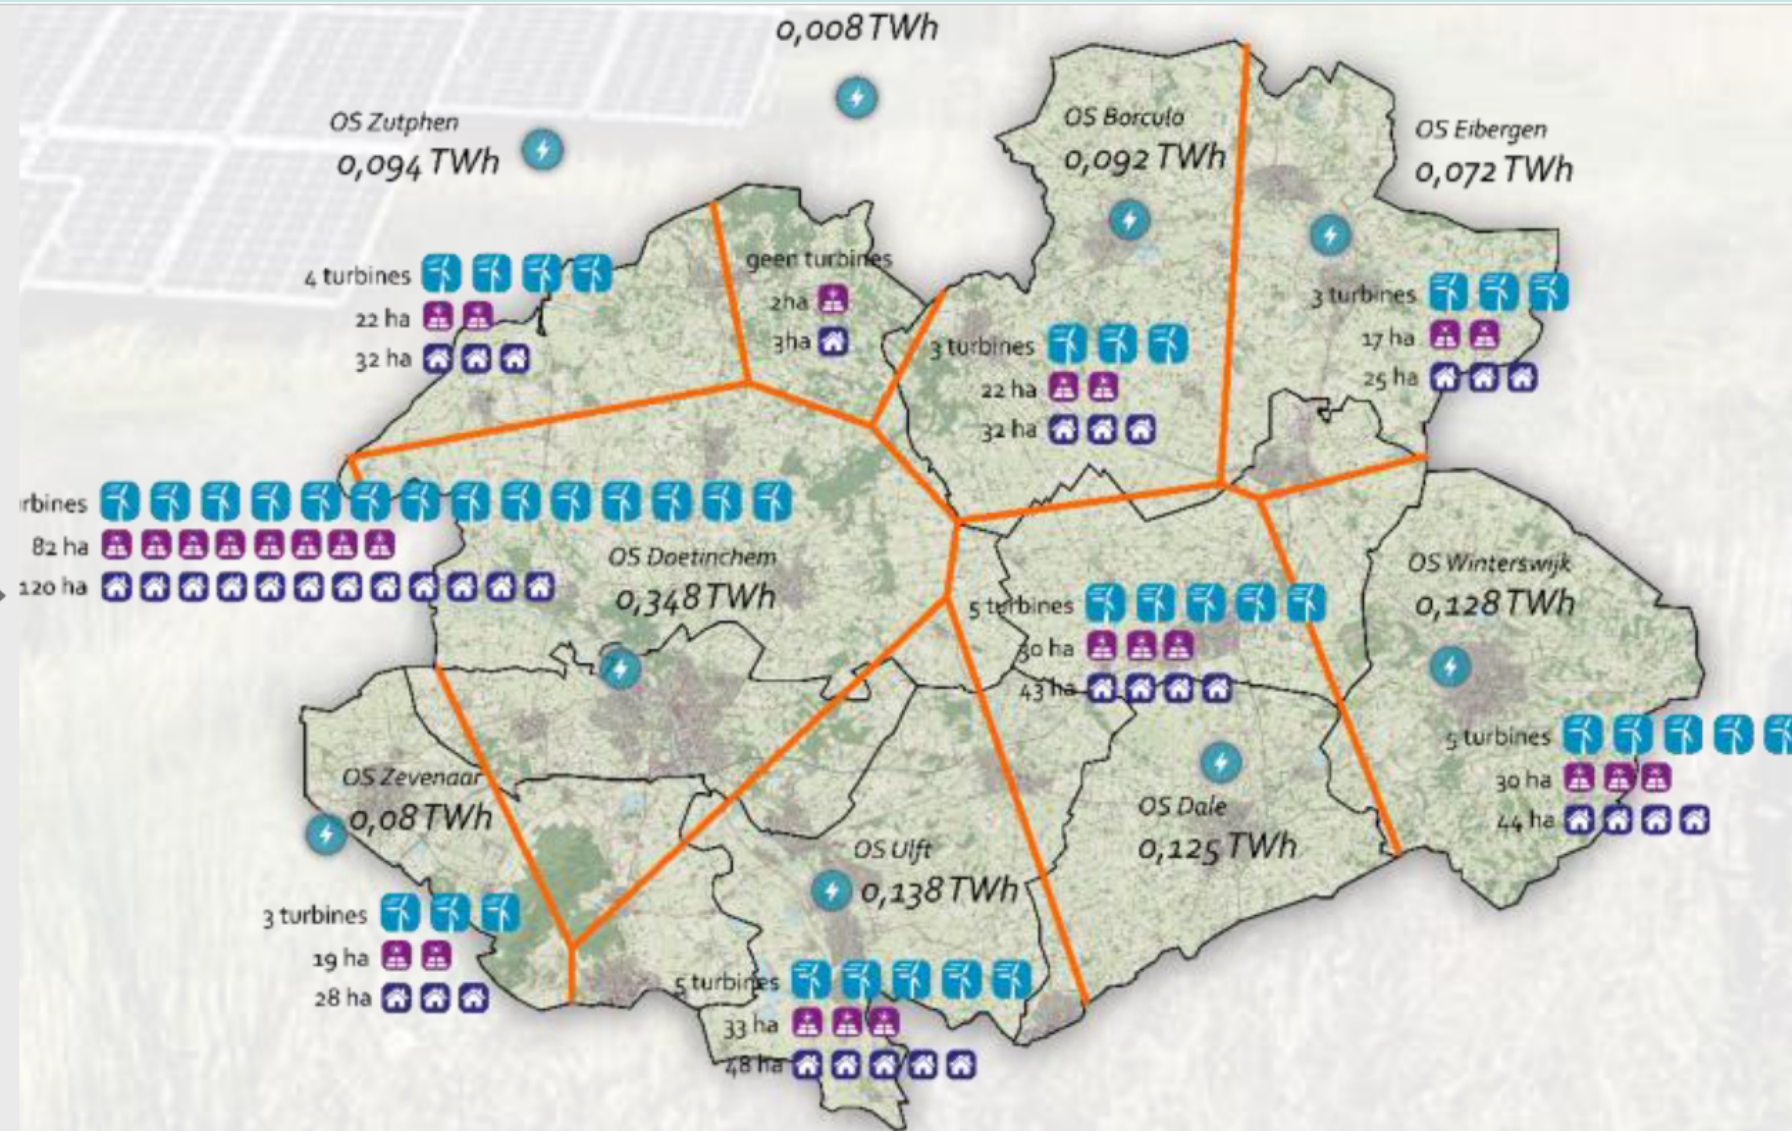 0,008 TWh
OS Zutphen
0,094 TWh
OS Borculo
0,092 TWh
OS Eibergen
0,072 TWh
4 turbines
22 ha
32 ha
geen turbines
2ha
3ha
3 turbines
22 ha
32 ha
3 turbines
17 ha
25 ha
rbines
82 ha
120 ha
OS Doetinchem
0,348 TWh
5 turbines
30 ha
43 ha
OS Winterswijk
0,128 TWh
5 turbines
30 ha
44 ha
OS Zevenaar
0,08 TWh
3 turbines
19 ha
28 ha
OS Ulft
0,138 TWh
5 turbines
33 ha
48 ha
OS Dale
0,125 TWh